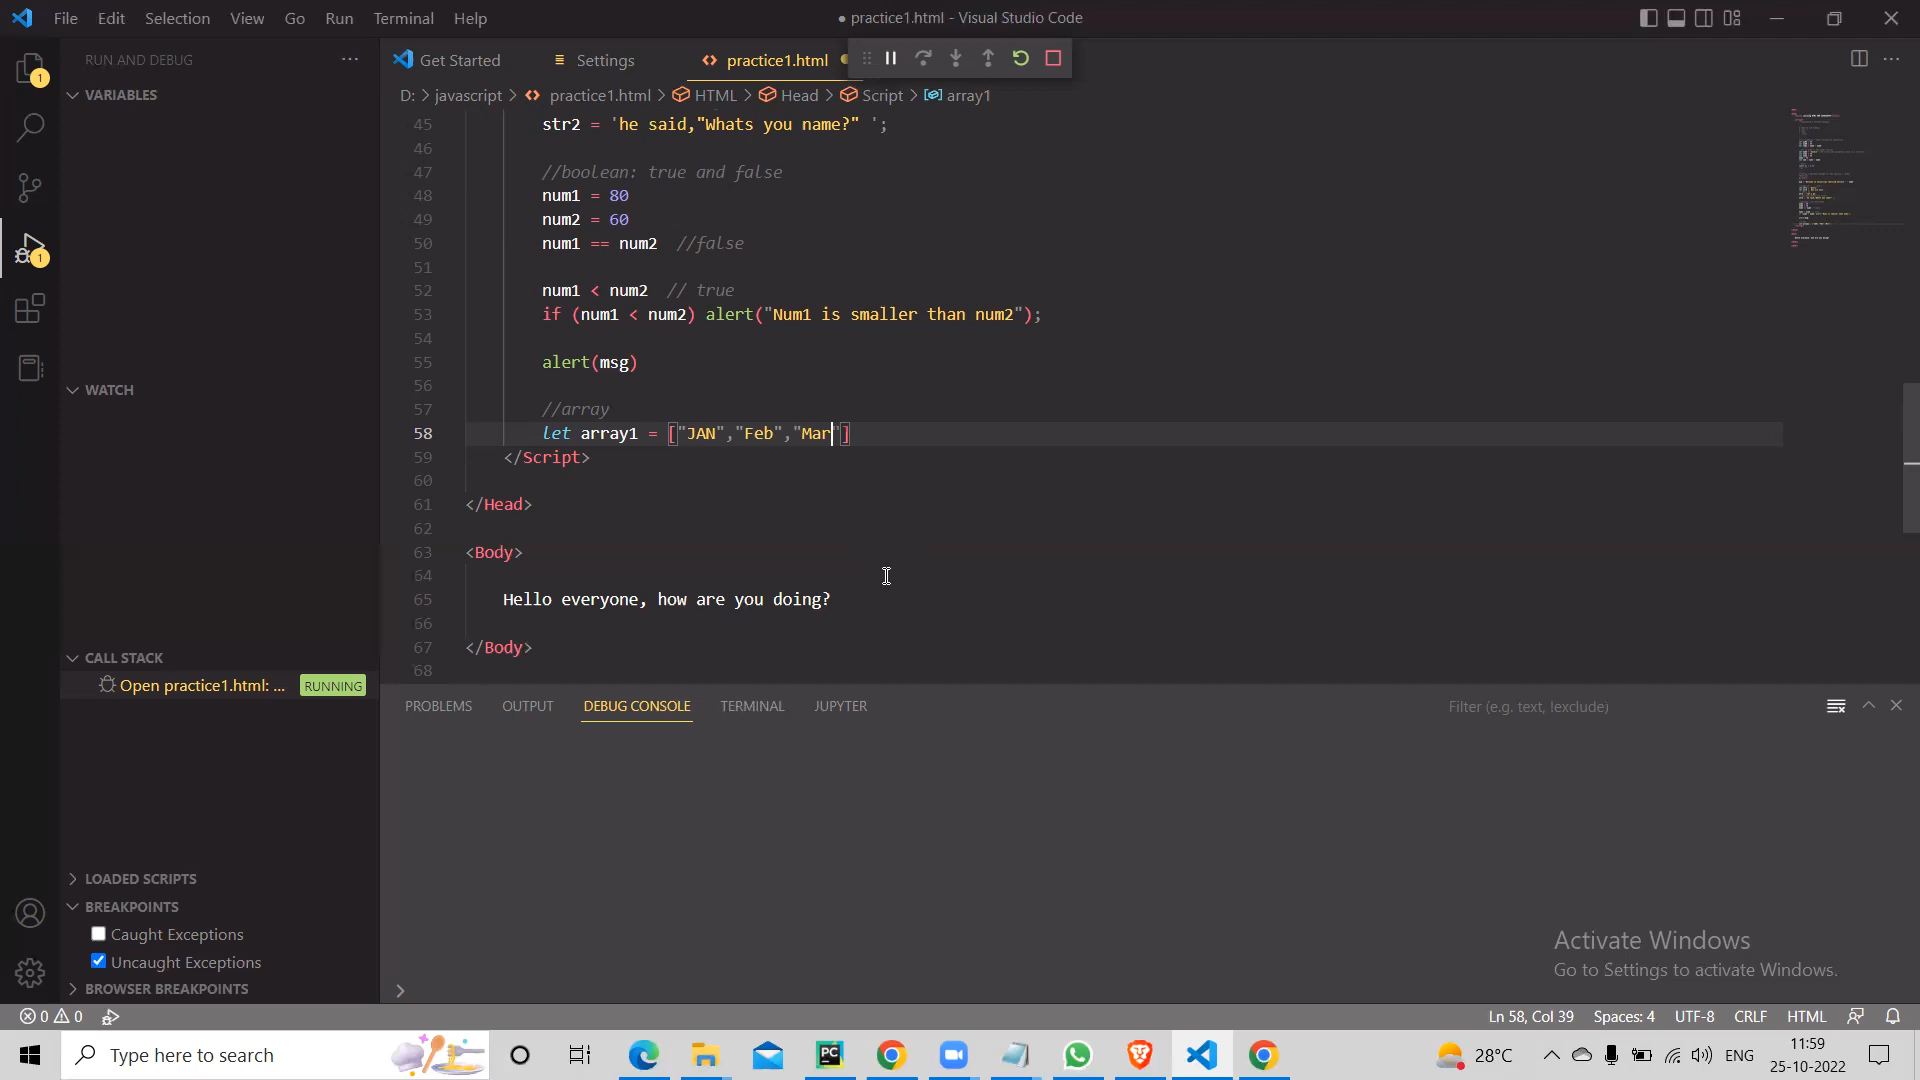 File Edit Selection View Go Run Terminal Help
● practice1.html - Visual Studio Code
RUN AND DEBUG
Get Started Settings practice1.html
VARIABLES
D: > javascript > practice1.html > HTML > Head > Script > array1
45 str2 = 'he said,"Whats you name?" ';
46
47 //boolean: true and false
48 num1 = 80
49 num2 = 60
50 num1 == num2 //false
51
52 num1 < num2 // true
53 if (num1 < num2) alert("Num1 is smaller than num2");
54
55 alert(msg)
56
57 //array
58 let array1 = ["JAN","Feb","Mar"]
59 </Script>
60
61 </Head>
62
63 <Body>
64
65 Hello everyone, how are you doing?
66
67 </Body>
68
WATCH
CALL STACK
Open practice1.html: ... RUNNING
LOADED SCRIPTS
BREAKPOINTS
Caught Exceptions
Uncaught Exceptions
BROWSER BREAKPOINTS
1
1
PROBLEMS OUTPUT DEBUG CONSOLE TERMINAL JUPYTER
Filter (e.g. text, !exclude)
Activate Windows
Go to Settings to activate Windows.
0 0
Ln 58, Col 39 Spaces: 4 UTF-8 CRLF HTML
Type here to search
PC
28°C
ENG
11:59
25-10-2022